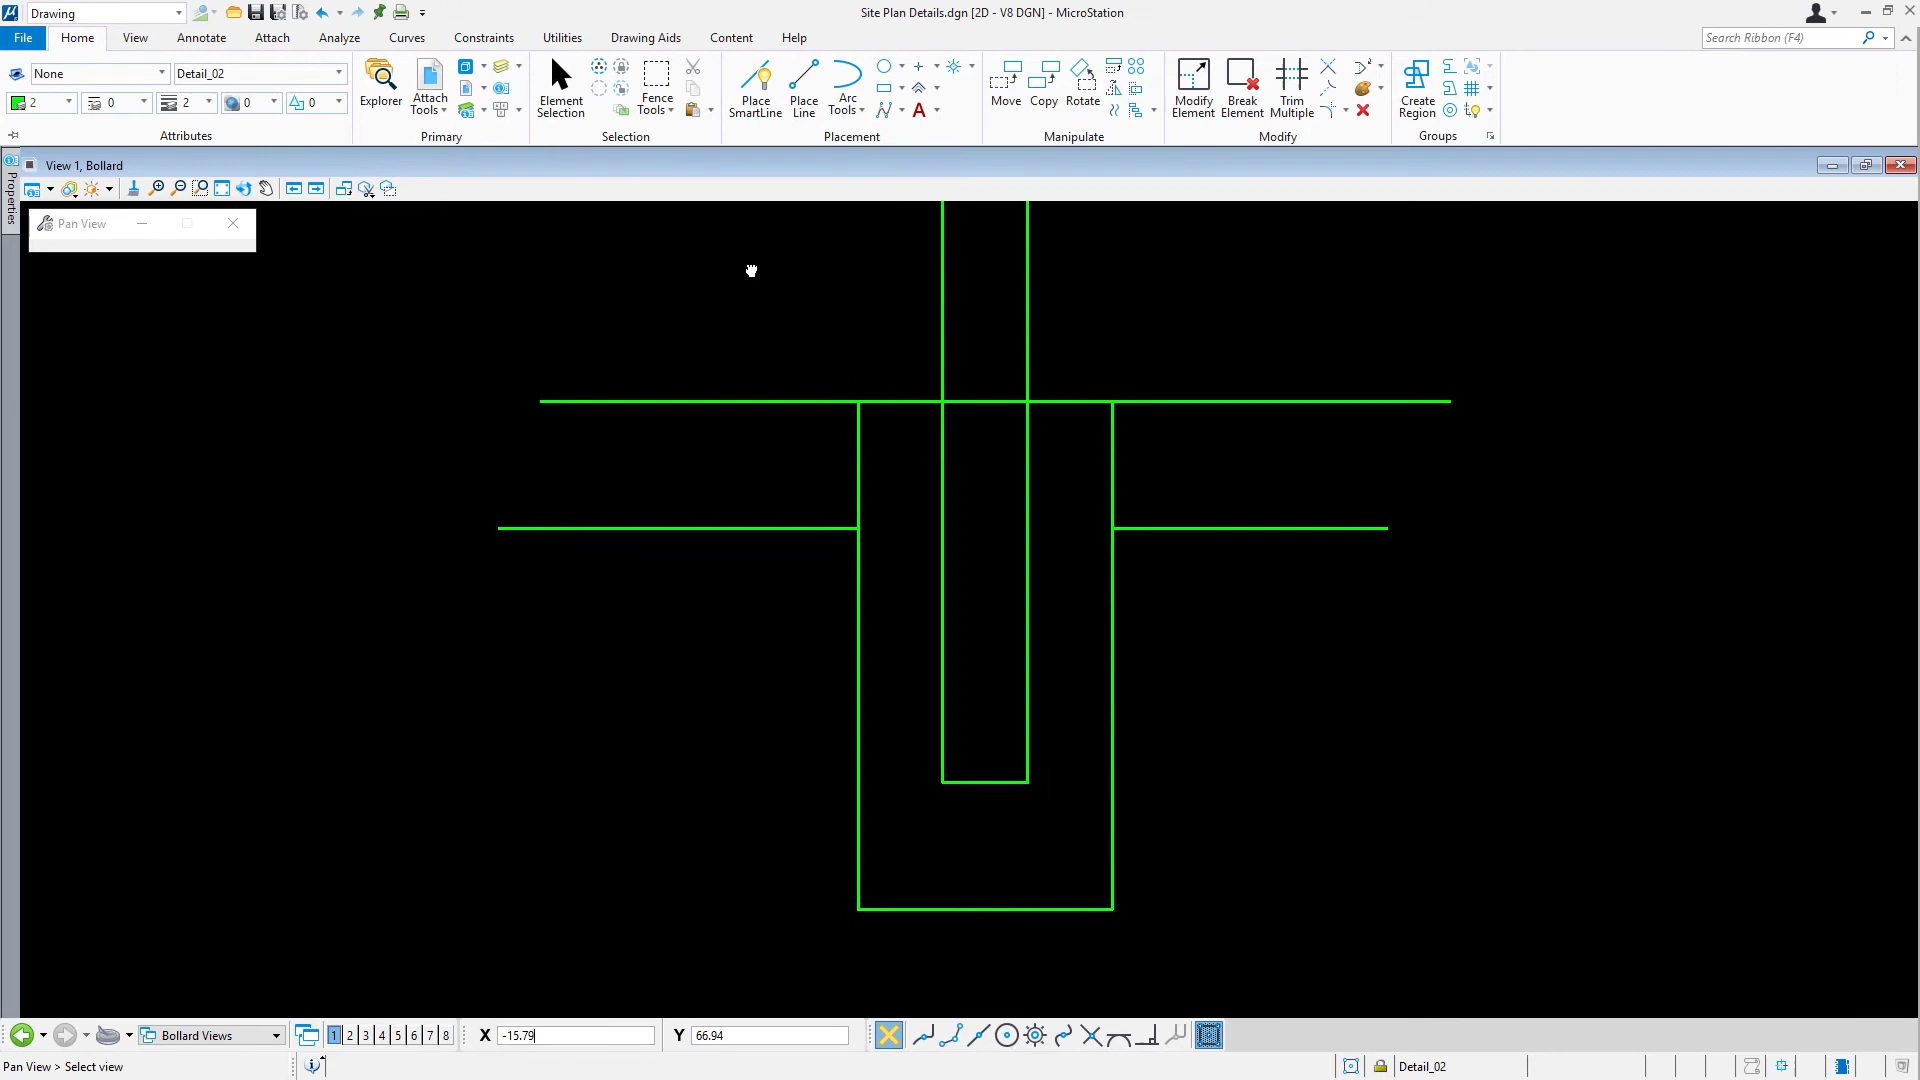 Drawing
Site Plan Details.dgn [2D - V8 DGN] - MicroStation
File Home View Annotate Attach Analyze Curves Constraints Utilities Drawing Aids Content Help
Search Ribbon (F4)
None Detail_02
2 0 2 0 0
Attributes
Explorer
Attach Tools
Primary
Element Selection
Fence Tools
Selection
Place SmartLine
Place Line
Arc Tools
Placement
Move Copy Rotate
Manipulate
Modify Element
Break Element
Trim Multiple
Modify
Create Region
Groups
Properties
View 1, Bollard
Pan View
Bollard Views
1 2 3 4 5 6 7 8
X -15.79
Y 66.94
Pan View > Select view
Detail_02